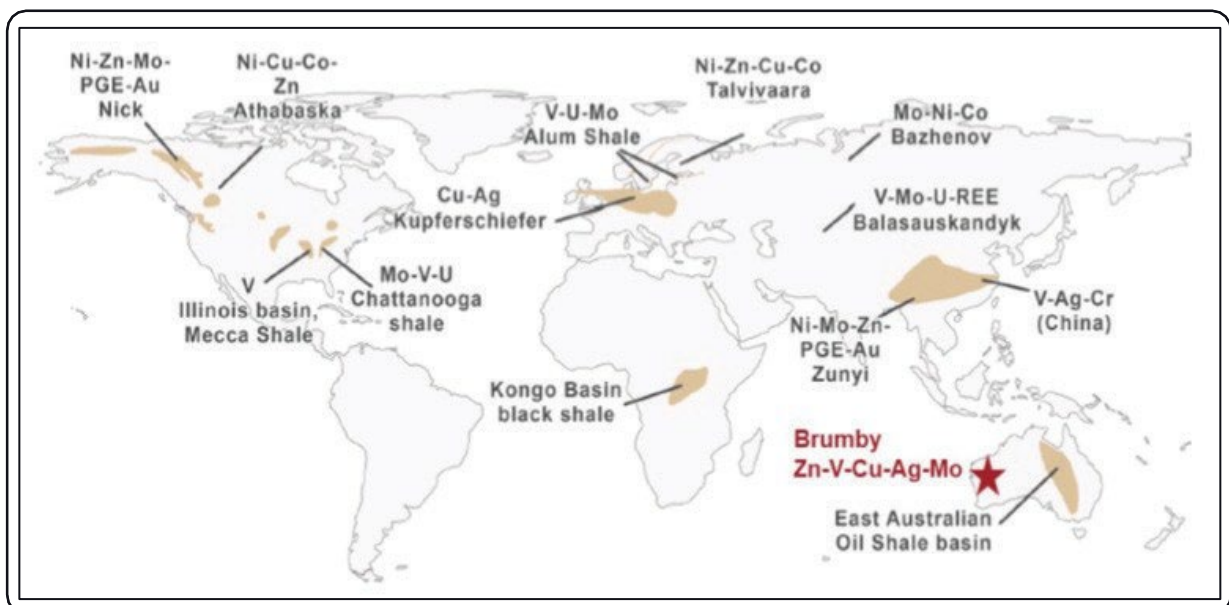 Ni-Zn-Mo-
PGE-Au
Nick
Ni-Cu-Co-
Zn
Athabaska
V-U-Mo
Alum Shale
Ni-Zn-Cu-Co
Talvivaara
Mo-Ni-Co
Bazhenov
Cu-Ag
Kupferschiefer
V-Mo-U-REE
Balasauskandyk
V
Illinois basin,
Mecca Shale
Mo-V-U
Chattanooga
shale
Ni-Mo-Zn-
PGE-Au
Zunyi
V-Ag-Cr
(China)
Kongo Basin
black shale
Brumby
Zn-V-Cu-Ag-Mo
East Australian
Oil Shale basin